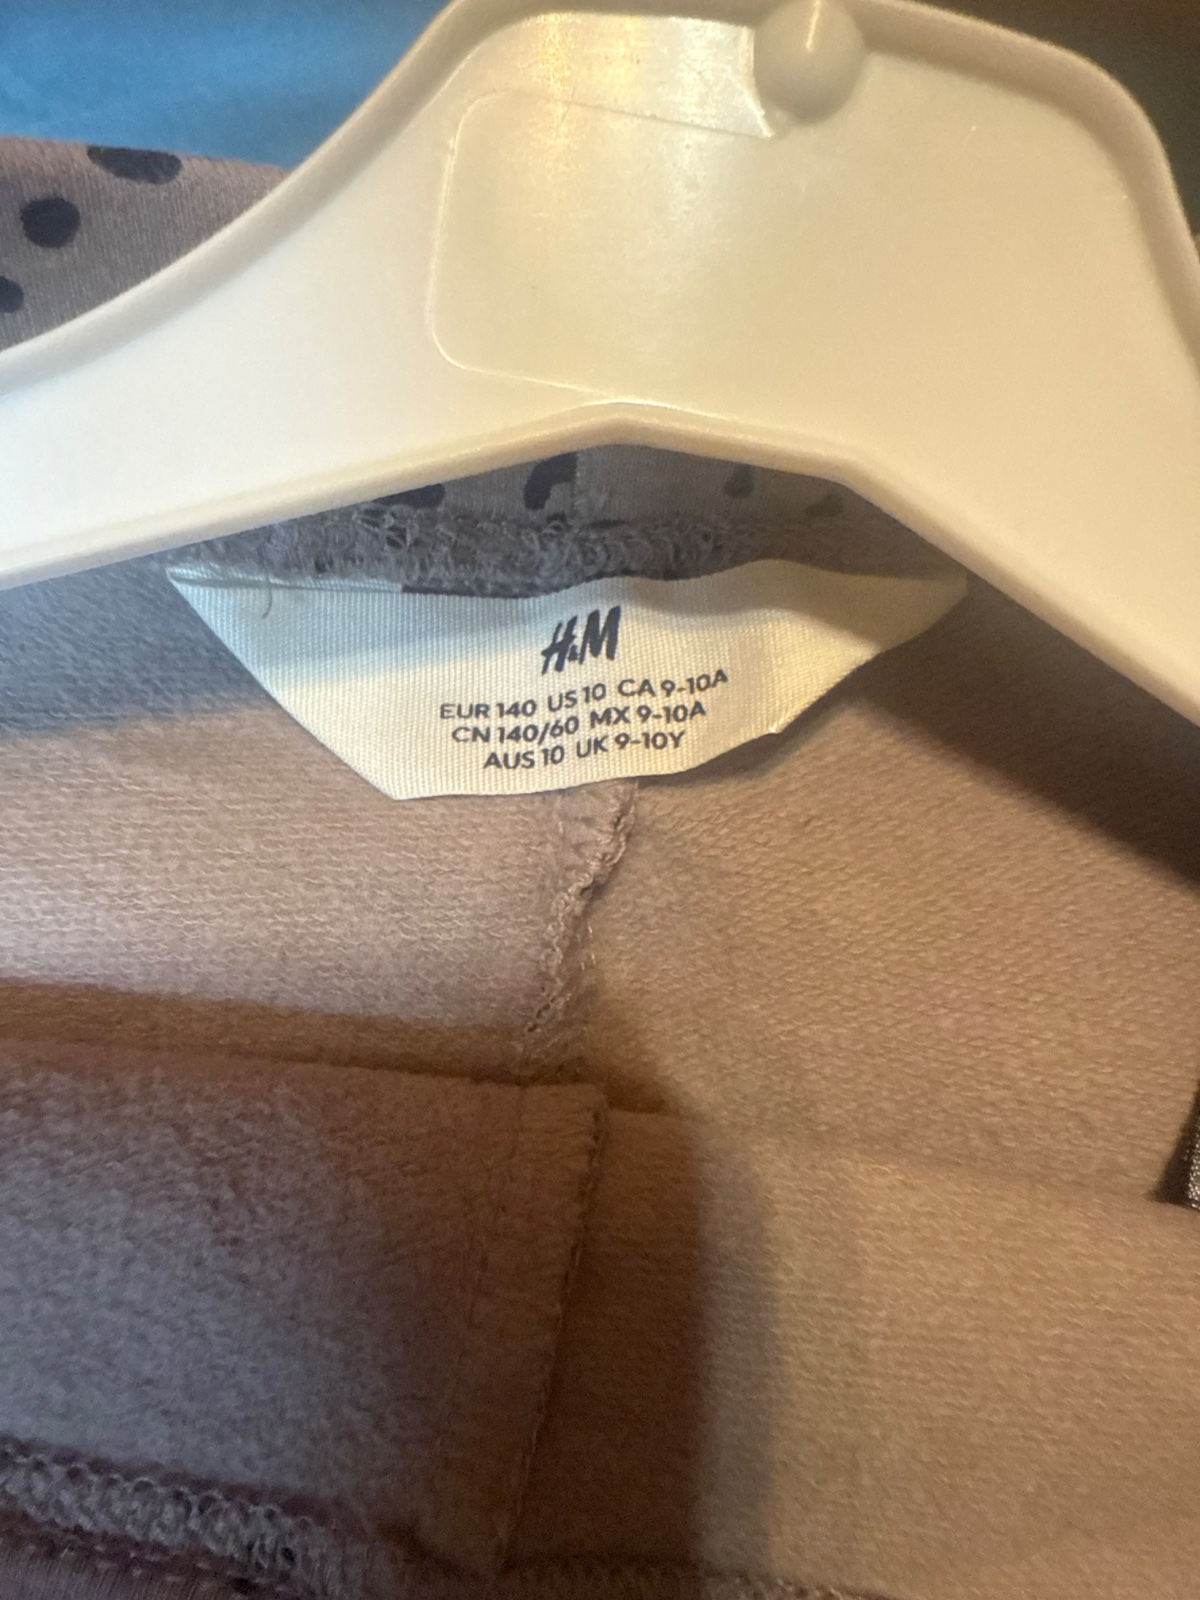 H&M
EUR 140 US 10 CA 9-10A
CN 140/60 MX 9-10A
AUS 10 UK 9-10Y